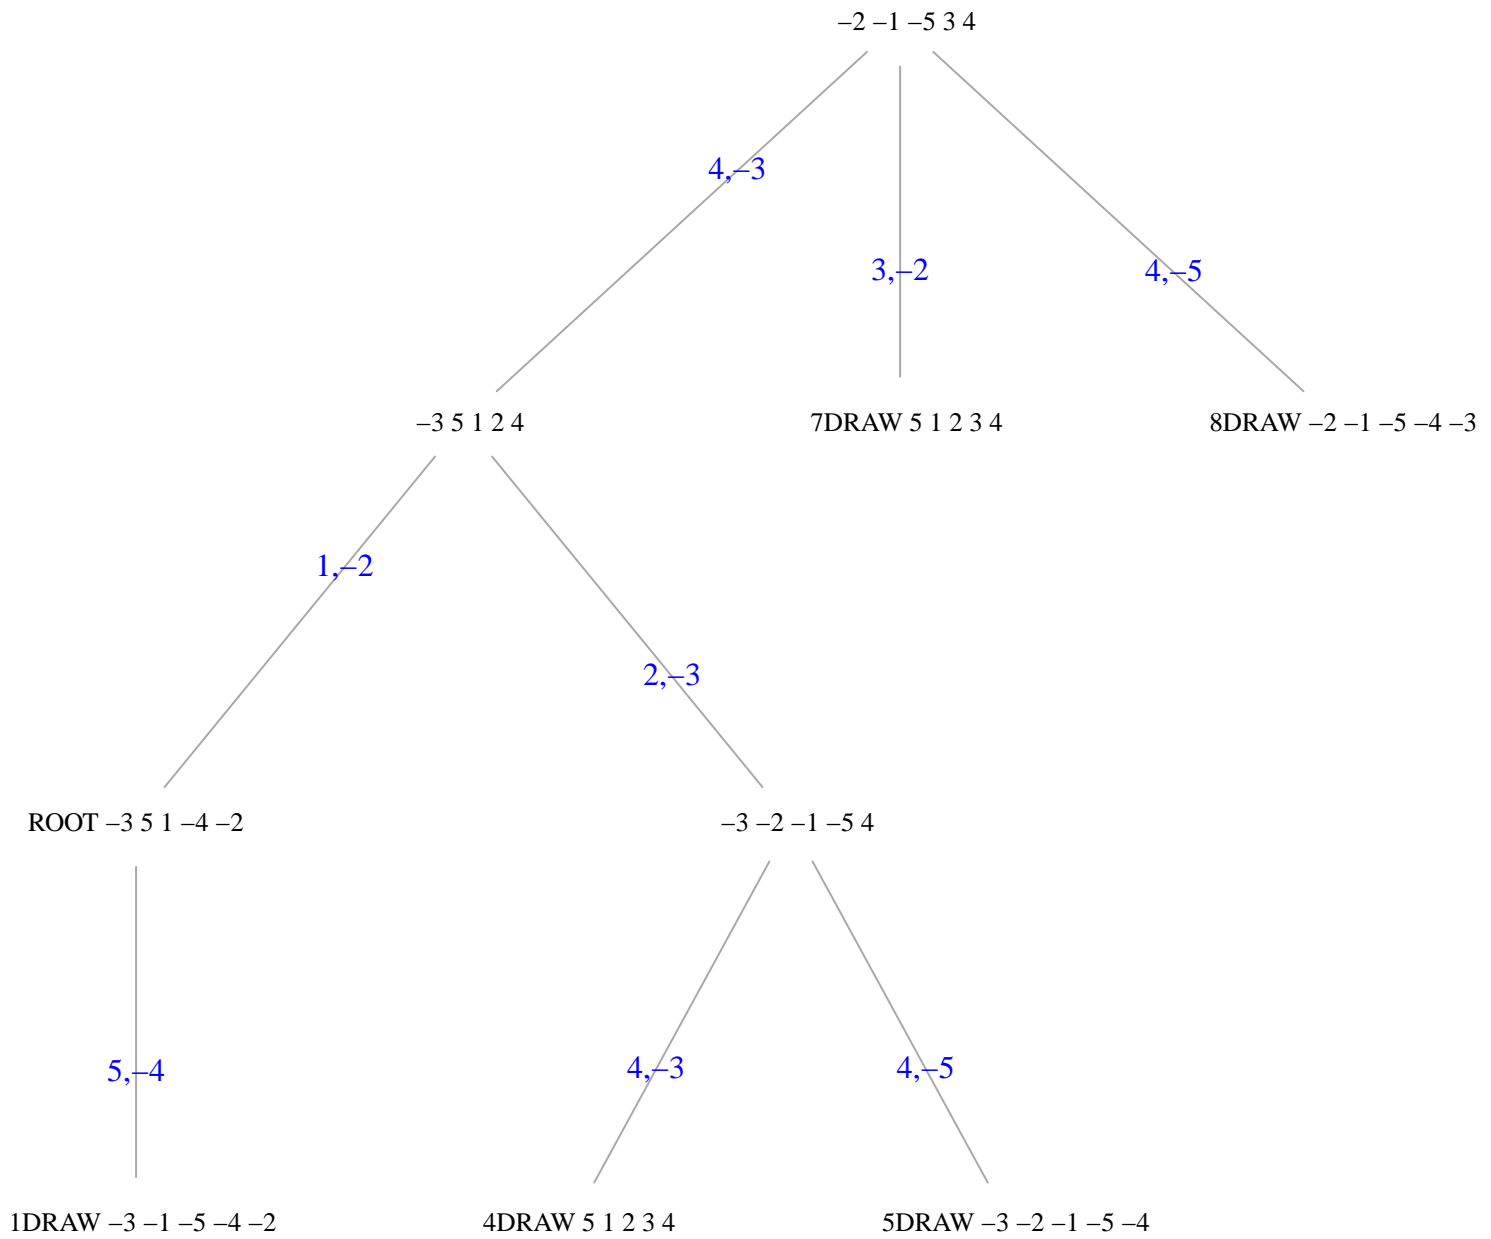 –2 –1 –5 3 4
4,–3
3,–2
4,–5
–3 5 1 2 4
7DRAW 5 1 2 3 4
8DRAW –2 –1 –5 –4 –3
1,–2
2,–3
ROOT –3 5 1 –4 –2
–3 –2 –1 –5 4
5,–4
4,–3
4,–5
1DRAW –3 –1 –5 –4 –2
4DRAW 5 1 2 3 4
5DRAW –3 –2 –1 –5 –4